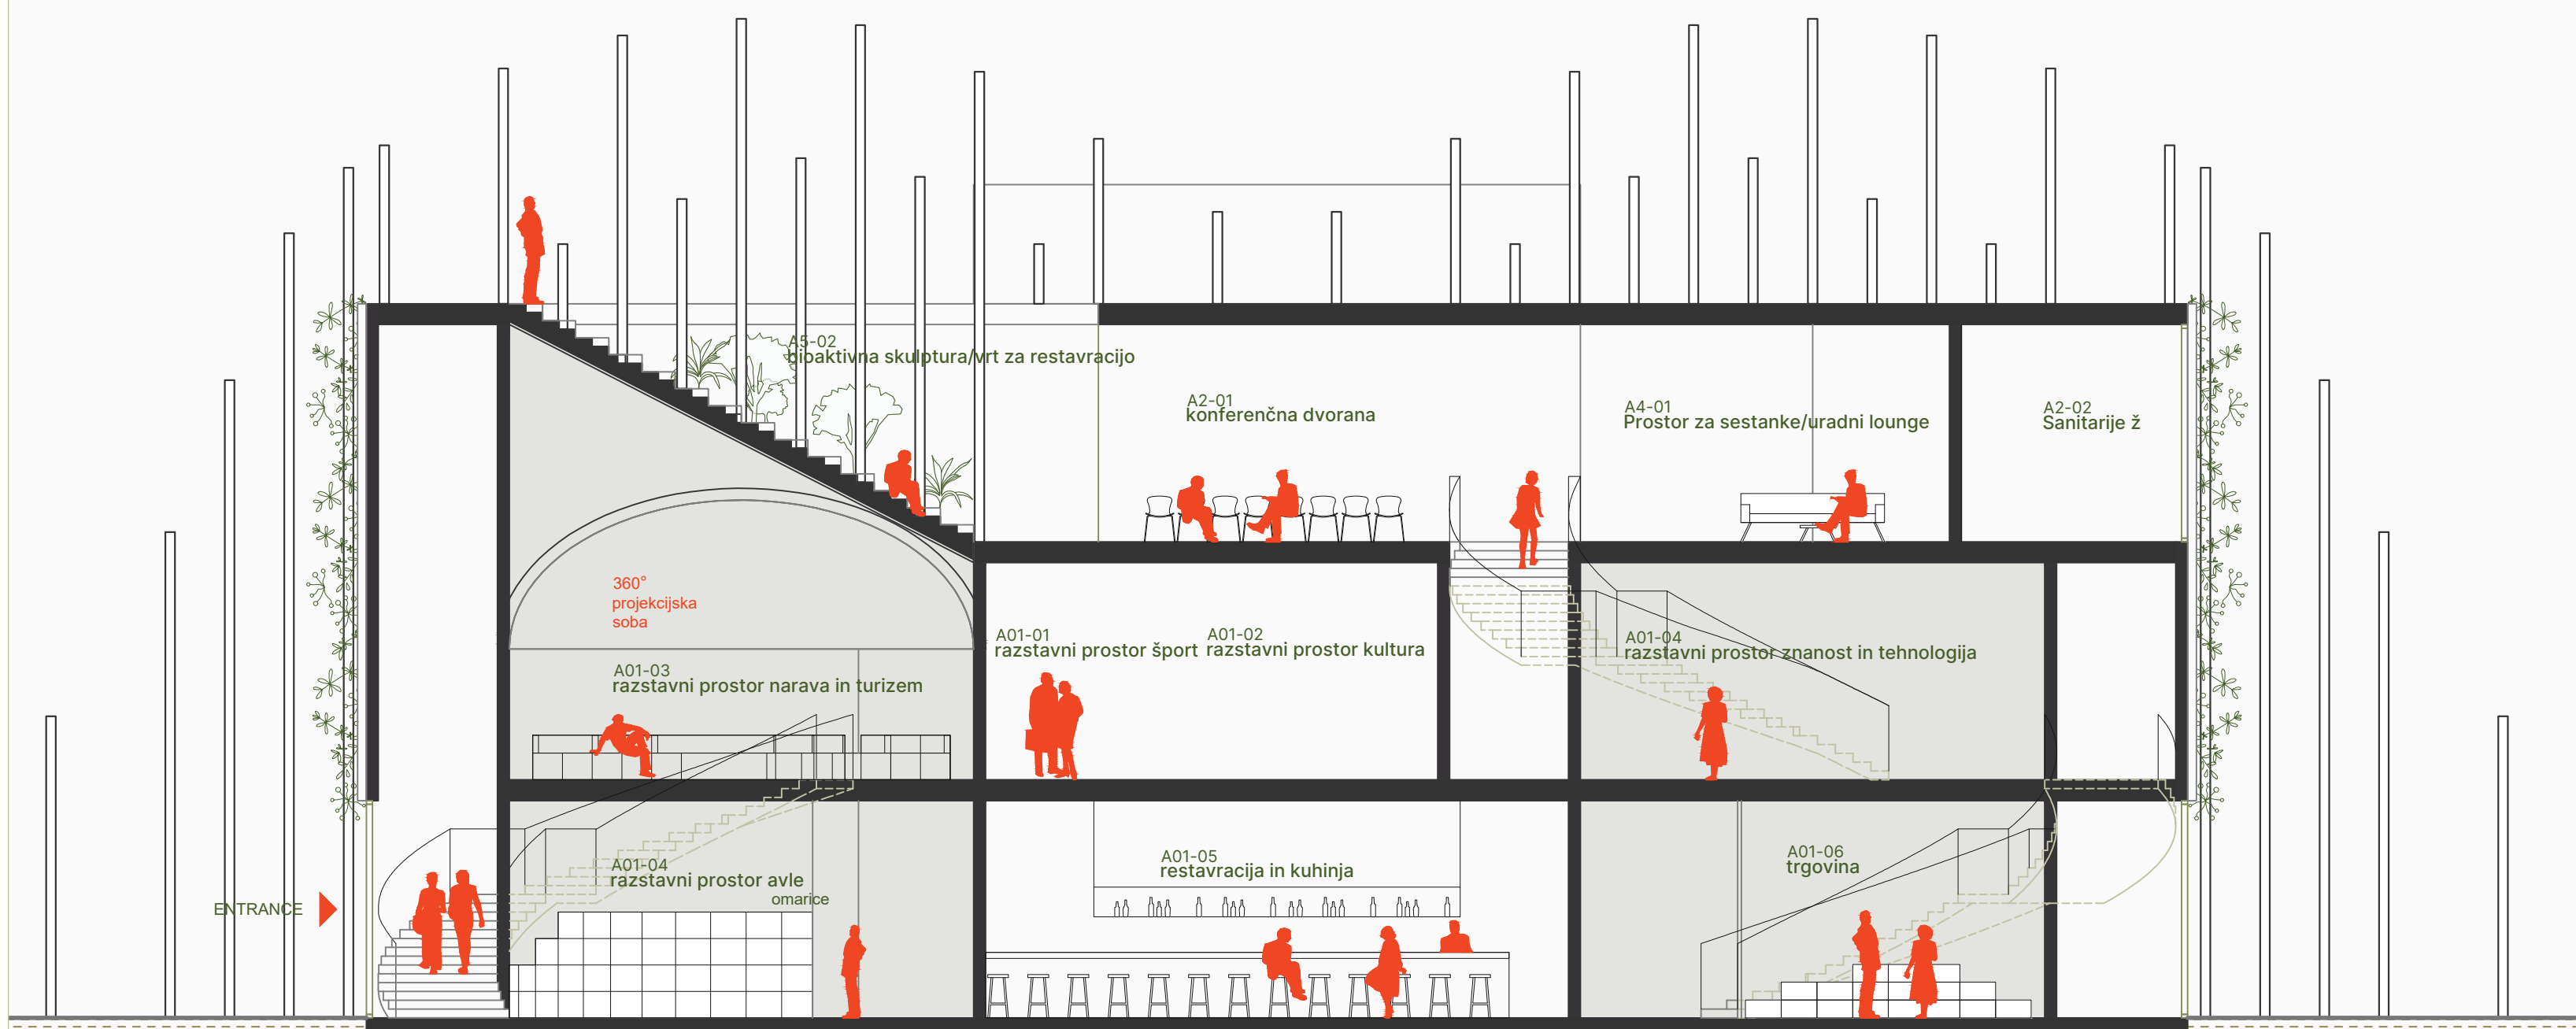 A5-02
bioaktivna skulptura/vrt za restavracijo
A2-01
konferenčna dvorana
A4-01
Prostor za sestanke/uradni lounge
A2-02
Sanitarije ž
360°
projekcijska
soba
A01-03
razstavni prostor narava in turizem
A01-01
razstavni prostor šport
A01-02
razstavni prostor kultura
A01-04
razstavni prostor znanost in tehnologija
ENTRANCE
A01-04
razstavni prostor avle
omarice
A01-05
restavracija in kuhinja
A01-06
trgovina